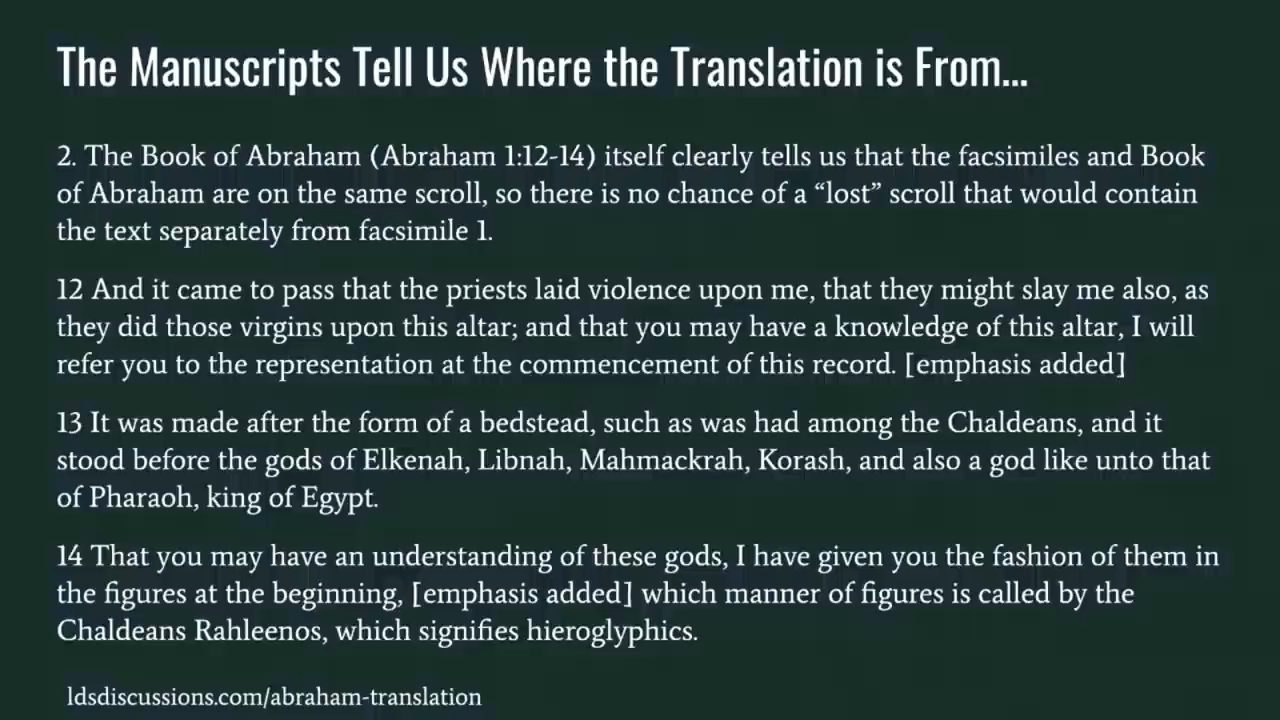 The Manuscripts Tell Us Where the Translation is From...
2. The Book of Abraham (Abraham 1:12-14) itself clearly tells us that the facsimiles and Book
of Abraham are on the same scroll, so there is no chance of a “lost” scroll that would contain
the text separately from facsimile 1.
12 And it came to pass that the priests laid violence upon me, that they might slay me also, as
they did those virgins upon this altar; and that you may have a knowledge of this altar, I will
refer you to the representation at the commencement of this record. [emphasis added]
13 It was made after the form of a bedstead, such as was had among the Chaldeans, and it
stood before the gods of Elkenah, Libnah, Mahmackrah, Korash, and also a god like unto that
of Pharaoh, king of Egypt.
14 That you may have an understanding of these gods, I have given you the fashion of them in
the figures at the beginning, [emphasis added] which manner of figures is called by the
Chaldeans Rahleenos, which signifies hieroglyphics.
ldsdiscussions.com/abraham-translation